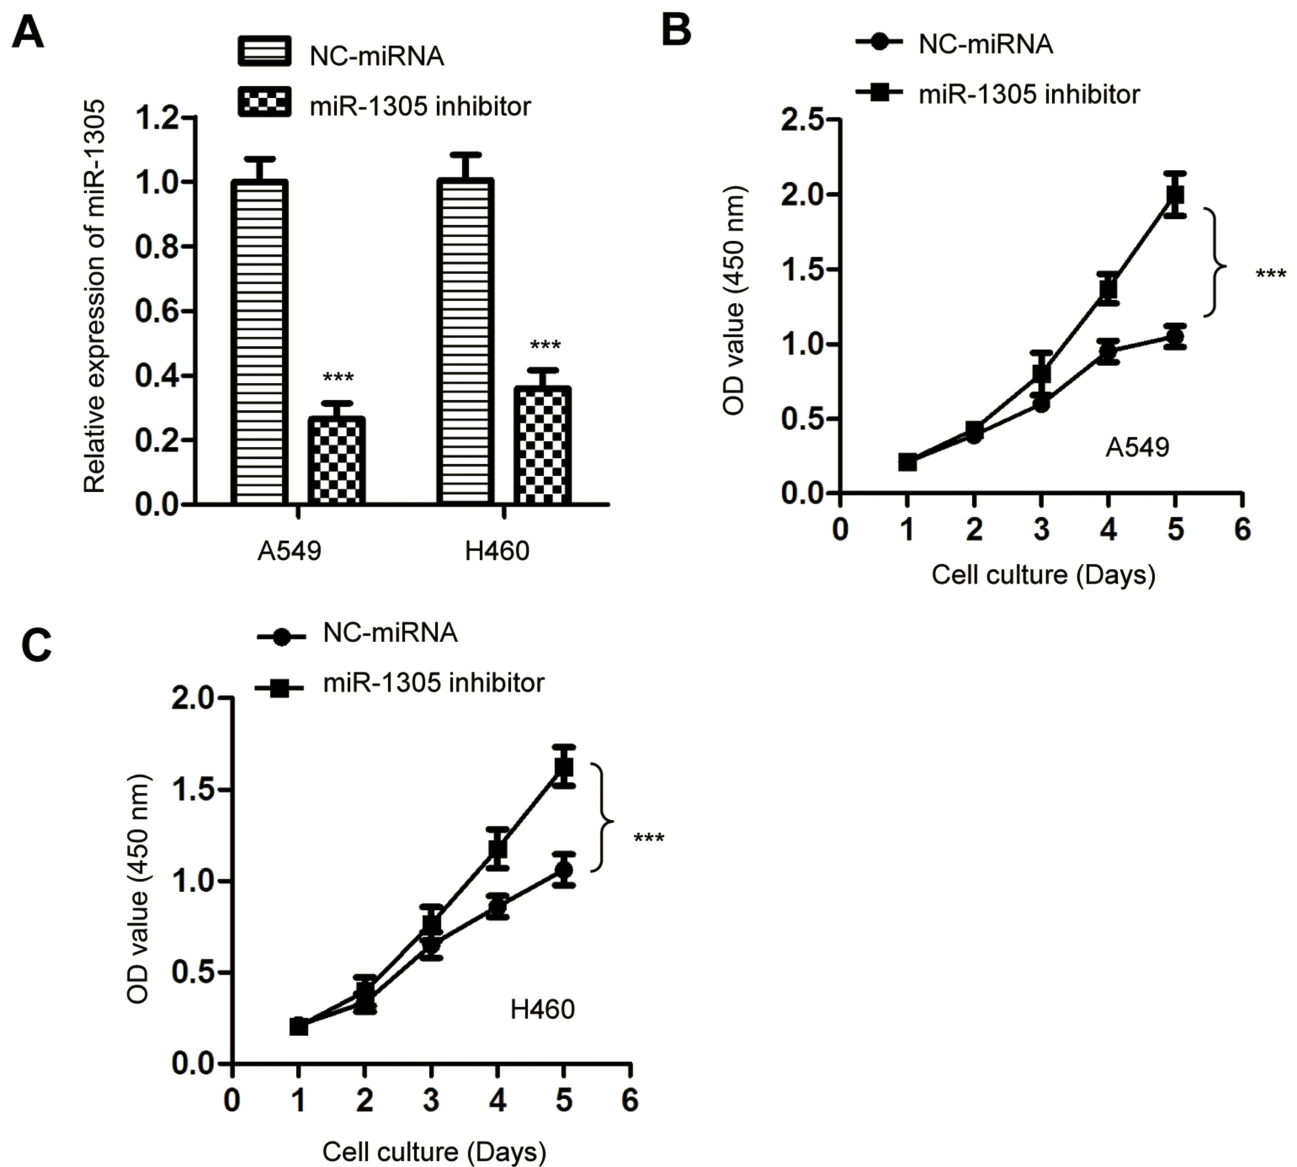 A
NC-miRNA
miR-1305 inhibitor
Relative expression of miR-1305
1.2
1.0
0.8
0.6
0.4
0.2
0.0
***
***
A549
H460
B
NC-miRNA
miR-1305 inhibitor
OD value (450 nm)
2.5
2.0
1.5
1.0
0.5
0.0
***
A549
0 1 2 3 4 5 6
Cell culture (Days)
C
NC-miRNA
miR-1305 inhibitor
OD value (450 nm)
2.0
1.5
1.0
0.5
0.0
***
H460
0 1 2 3 4 5 6
Cell culture (Days)